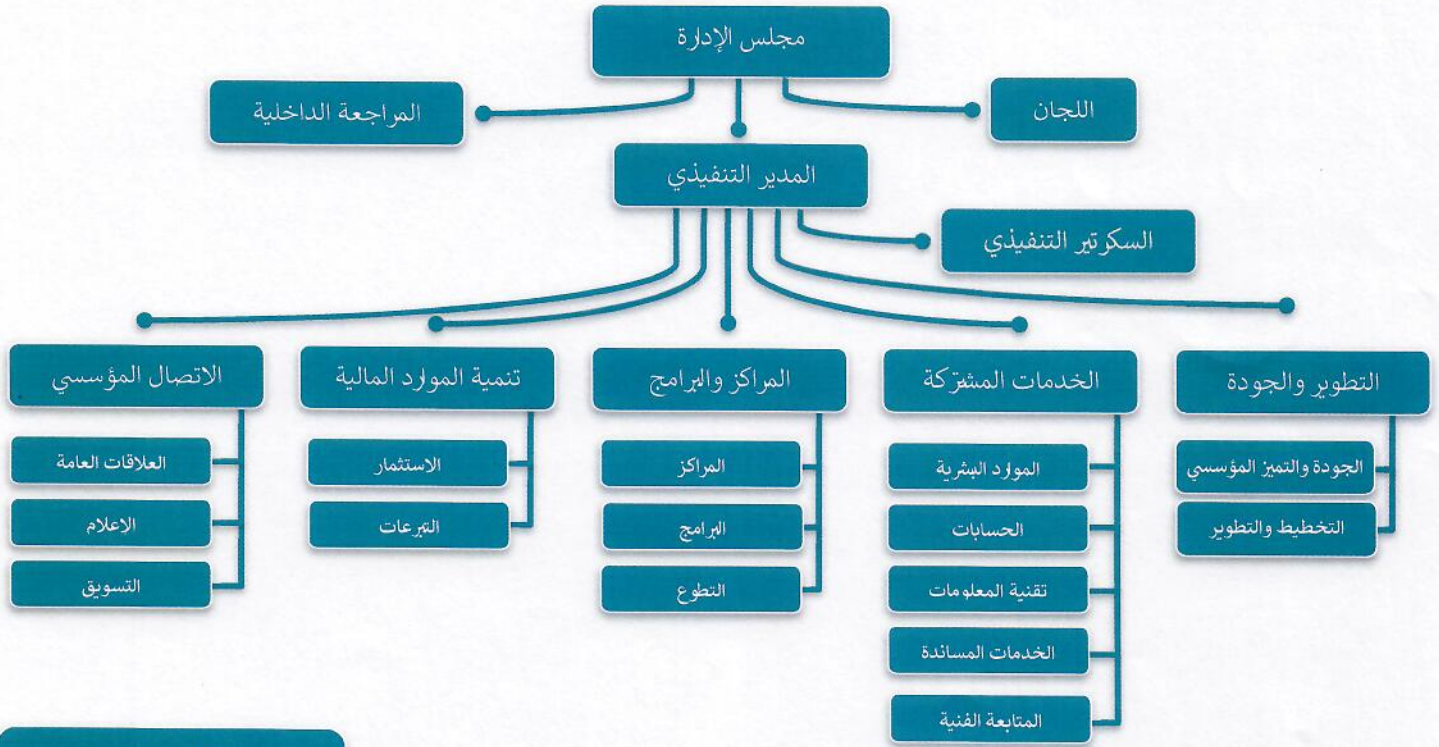 مجلس الإدارة
اللجان
المراجعة الداخلية
المدير التنفيذي
السكرتير التنفيذي
التطوير والجودة
الخدمات المشتركة
المراكز والبرامج
تنمية الموارد المالية
الاتصال المؤسسي
الجودة والتميز المؤسسي
التخطيط والتطوير
الموارد البشرية
الحسابات
تقنية المعلومات
الخدمات المساندة
المتابعة الفنية
المراكز
البرامج
التطوع
الاستثمار
التبرعات
العلاقات العامة
الإعلام
التسويق